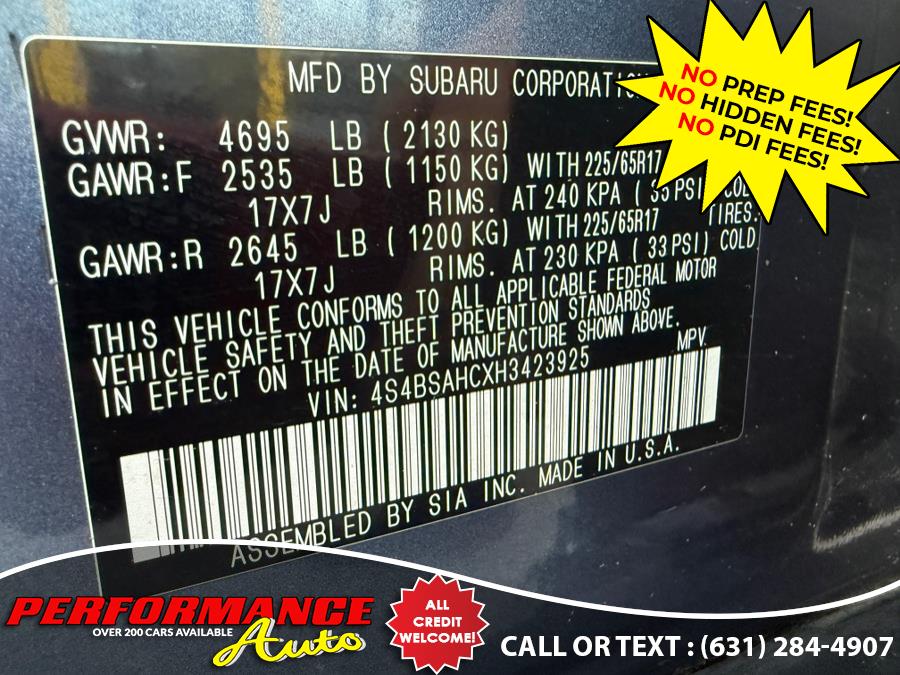 MFD BY SUBARU CORPORATION
GVWR: 4695 LB ( 2130 KG)
GAWR:F 2535 LB ( 1150 KG) WITH 225/65R17
17X7J RIMS. AT 240 KPA ( 35 PSI) COLD
TIRES.
GAWR:R 2645 LB ( 1200 KG) WITH 225/65R17
17X7J RIMS. AT 230 KPA ( 33 PSI) COLD
THIS VEHICLE CONFORMS TO ALL APPLICABLE FEDERAL MOTOR
VEHICLE SAFETY AND THEFT PREVENTION STANDARDS
IN EFFECT ON THE DATE OF MANUFACTURE SHOWN ABOVE.
VIN: 4S4BSAHCXH3423925 MPV
ASSEMBLED BY SIA INC. MADE IN U.S.A.
NO PREP FEES!
NO HIDDEN FEES!
NO PDI FEES!
PERFORMANCE
OVER 200 CARS AVAILABLE
Auto
ALL
CREDIT
WELCOME!
CALL OR TEXT : (631) 284-4907